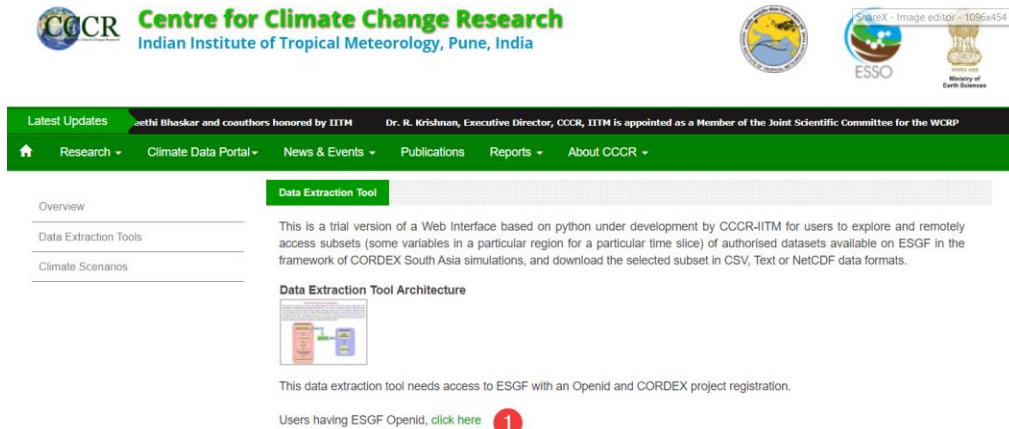 CCCR
Centre for Climate Change Research
Indian Institute of Tropical Meteorology, Pune, India
ShareX - Image editor - 1096x454
ESSO
Ministry of
Earth Sciences
Latest Updates eethi Bhaskar and coauthors honored by IITM Dr. R. Krishnan, Executive Director, CCCR, IITM is appointed as a Member of the Joint Scientific Committee for the WCRP
Research Climate Data Portal News & Events Publications Reports About CCCR
Overview
Data Extraction Tools
Climate Scenarios
Data Extraction Tool
This is a trial version of a Web Interface based on python under development by CCCR-IITM for users to explore and remotely
access subsets (some variables in a particular region for a particular time slice) of authorised datasets available on ESGF in the
framework of CORDEX South Asia simulations, and download the selected subset in CSV, Text or NetCDF data formats.
Data Extraction Tool Architecture
This data extraction tool needs access to ESGF with an Openid and CORDEX project registration.
Users having ESGF Openid, click here 1